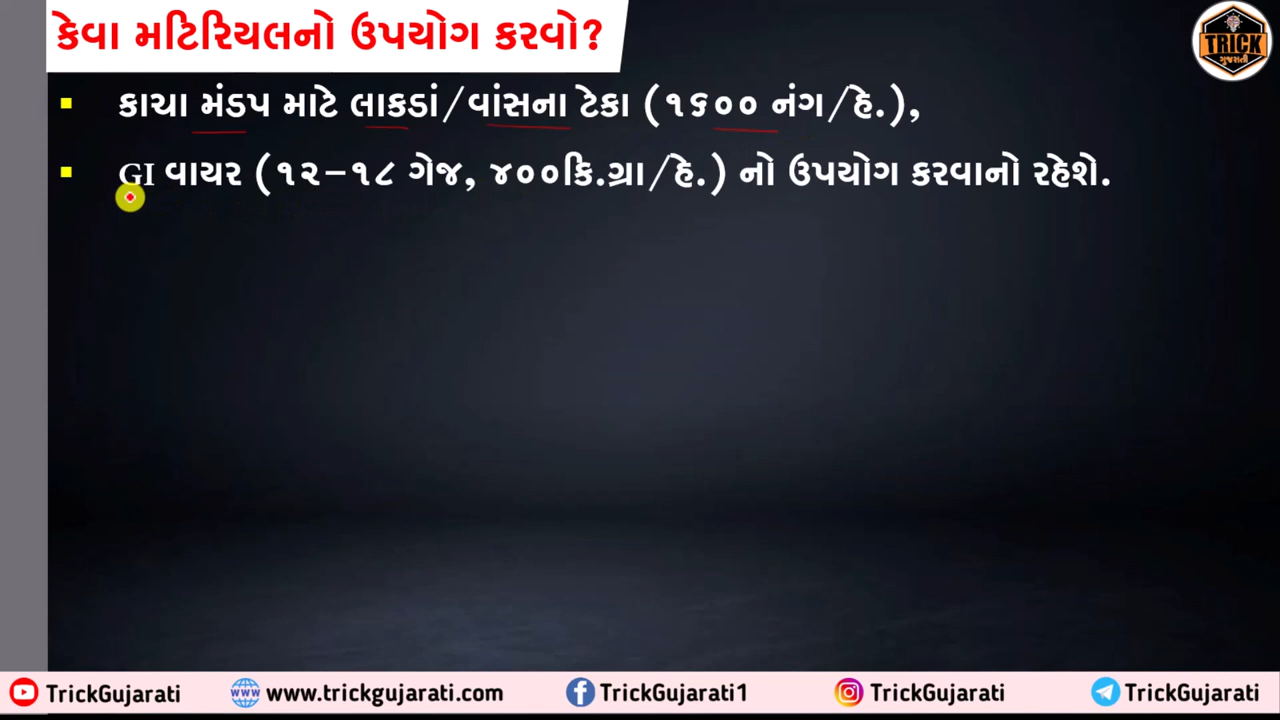 કેવા મટિરિયલનો ઉપયોગ કરવો?
TRICK
ગુજરાતી
▪ કાચા મંડપ માટે લાકડાં/વાંસના ટેકા (૧૬૦૦ નંગ/હે.),
▪ GI વાયર (૧૨–૧૮ ગેજ, ૪૦૦કિ.ગ્રા/હે.) નો ઉપયોગ કરવાનો રહેશે.
TrickGujarati www.trickgujarati.com TrickGujarati1 TrickGujarati TrickGujarati